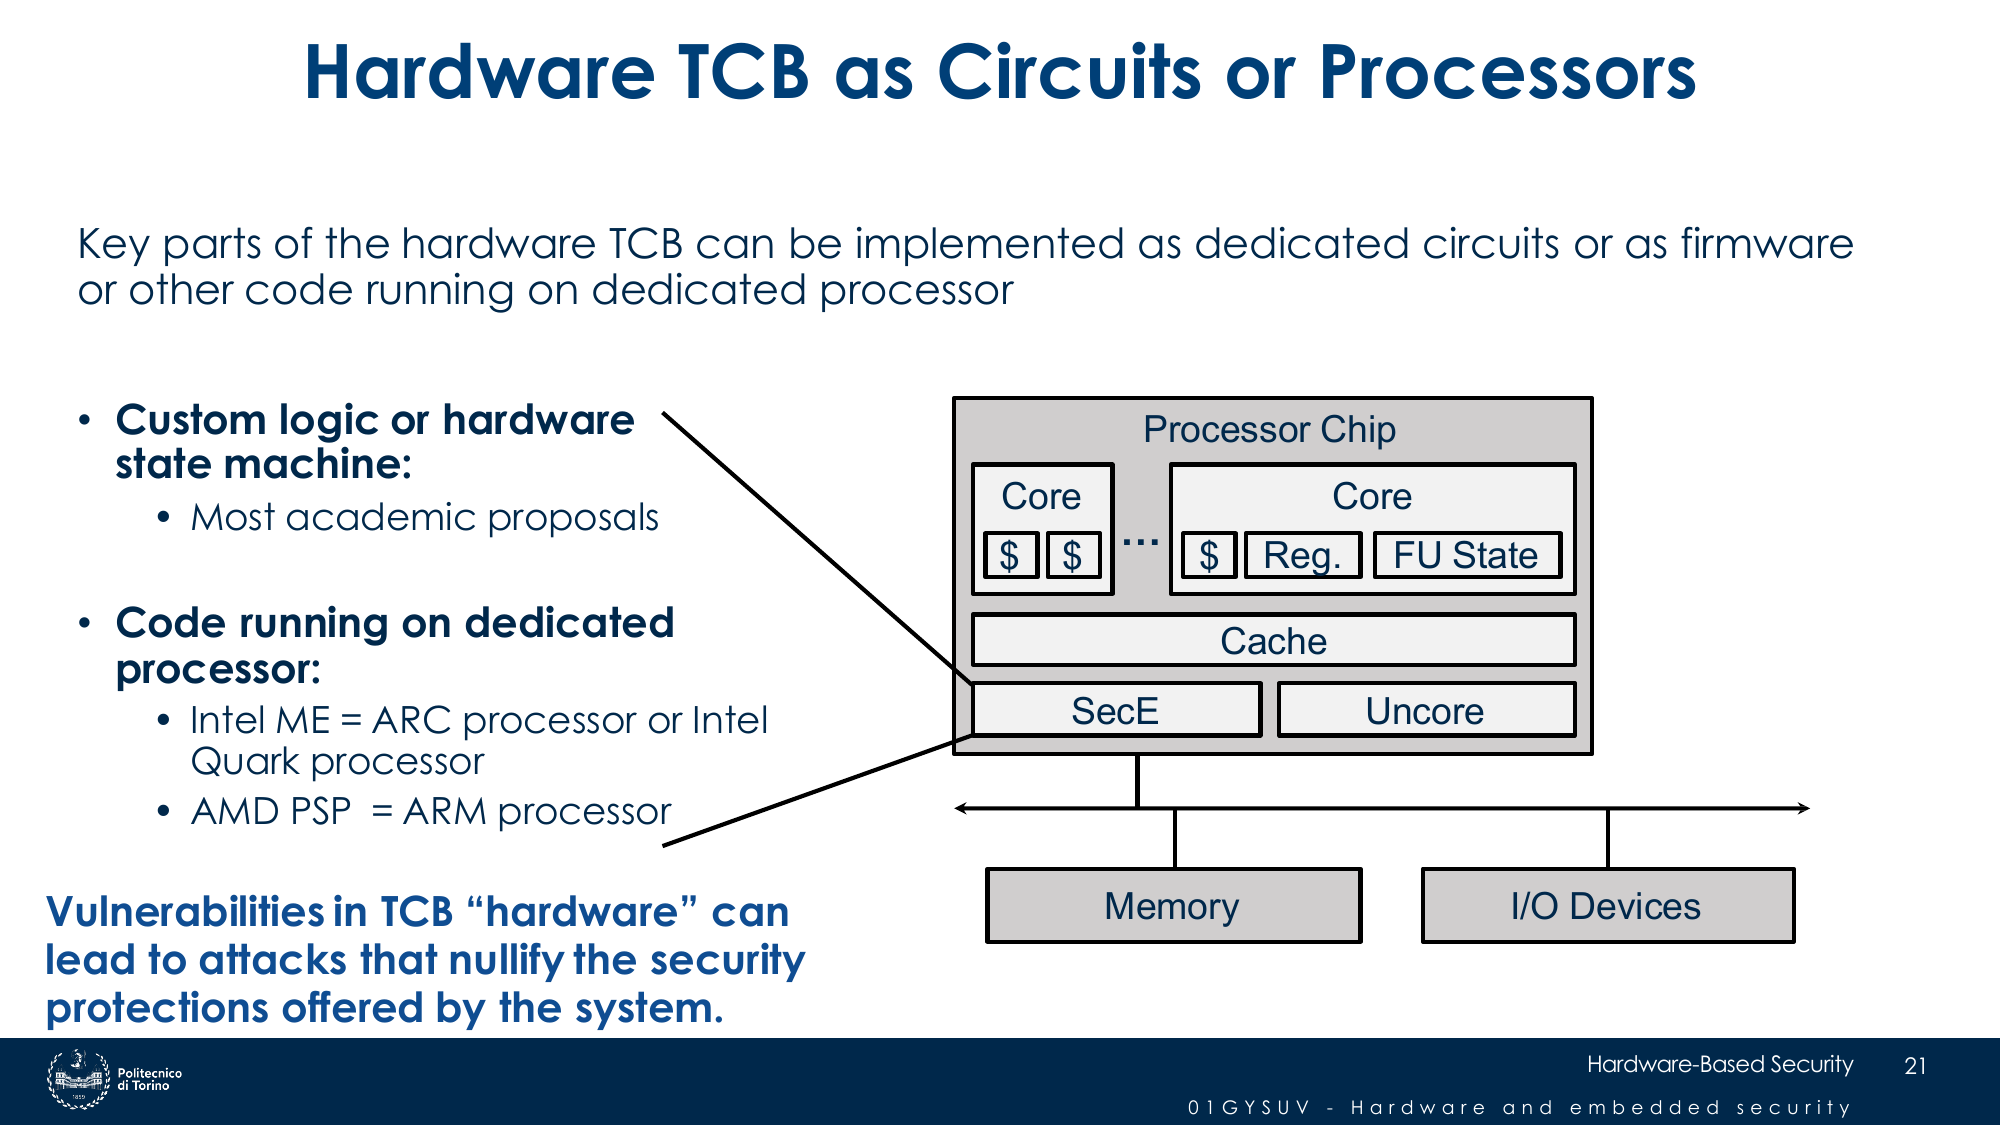 Hardware TCB as Circuits or Processors
Key parts of the hardware TCB can be implemented as dedicated circuits or as firmware
or other code running on dedicated processor
• Custom logic or hardware
state machine:
• Most academic proposals
• Code running on dedicated
processor:
• Intel ME = ARC processor or Intel
Quark processor
• AMD PSP = ARM processor
Vulnerabilities in TCB “hardware” can
lead to attacks that nullify the security
protections offered by the system.
Processor Chip
Core
$ $
...
Core
$ Reg. FU State
Cache
SecE Uncore
Memory I/O Devices
Politecnico
di Torino
1859
Hardware-Based Security 21
01GYSUV - Hardware and embedded security